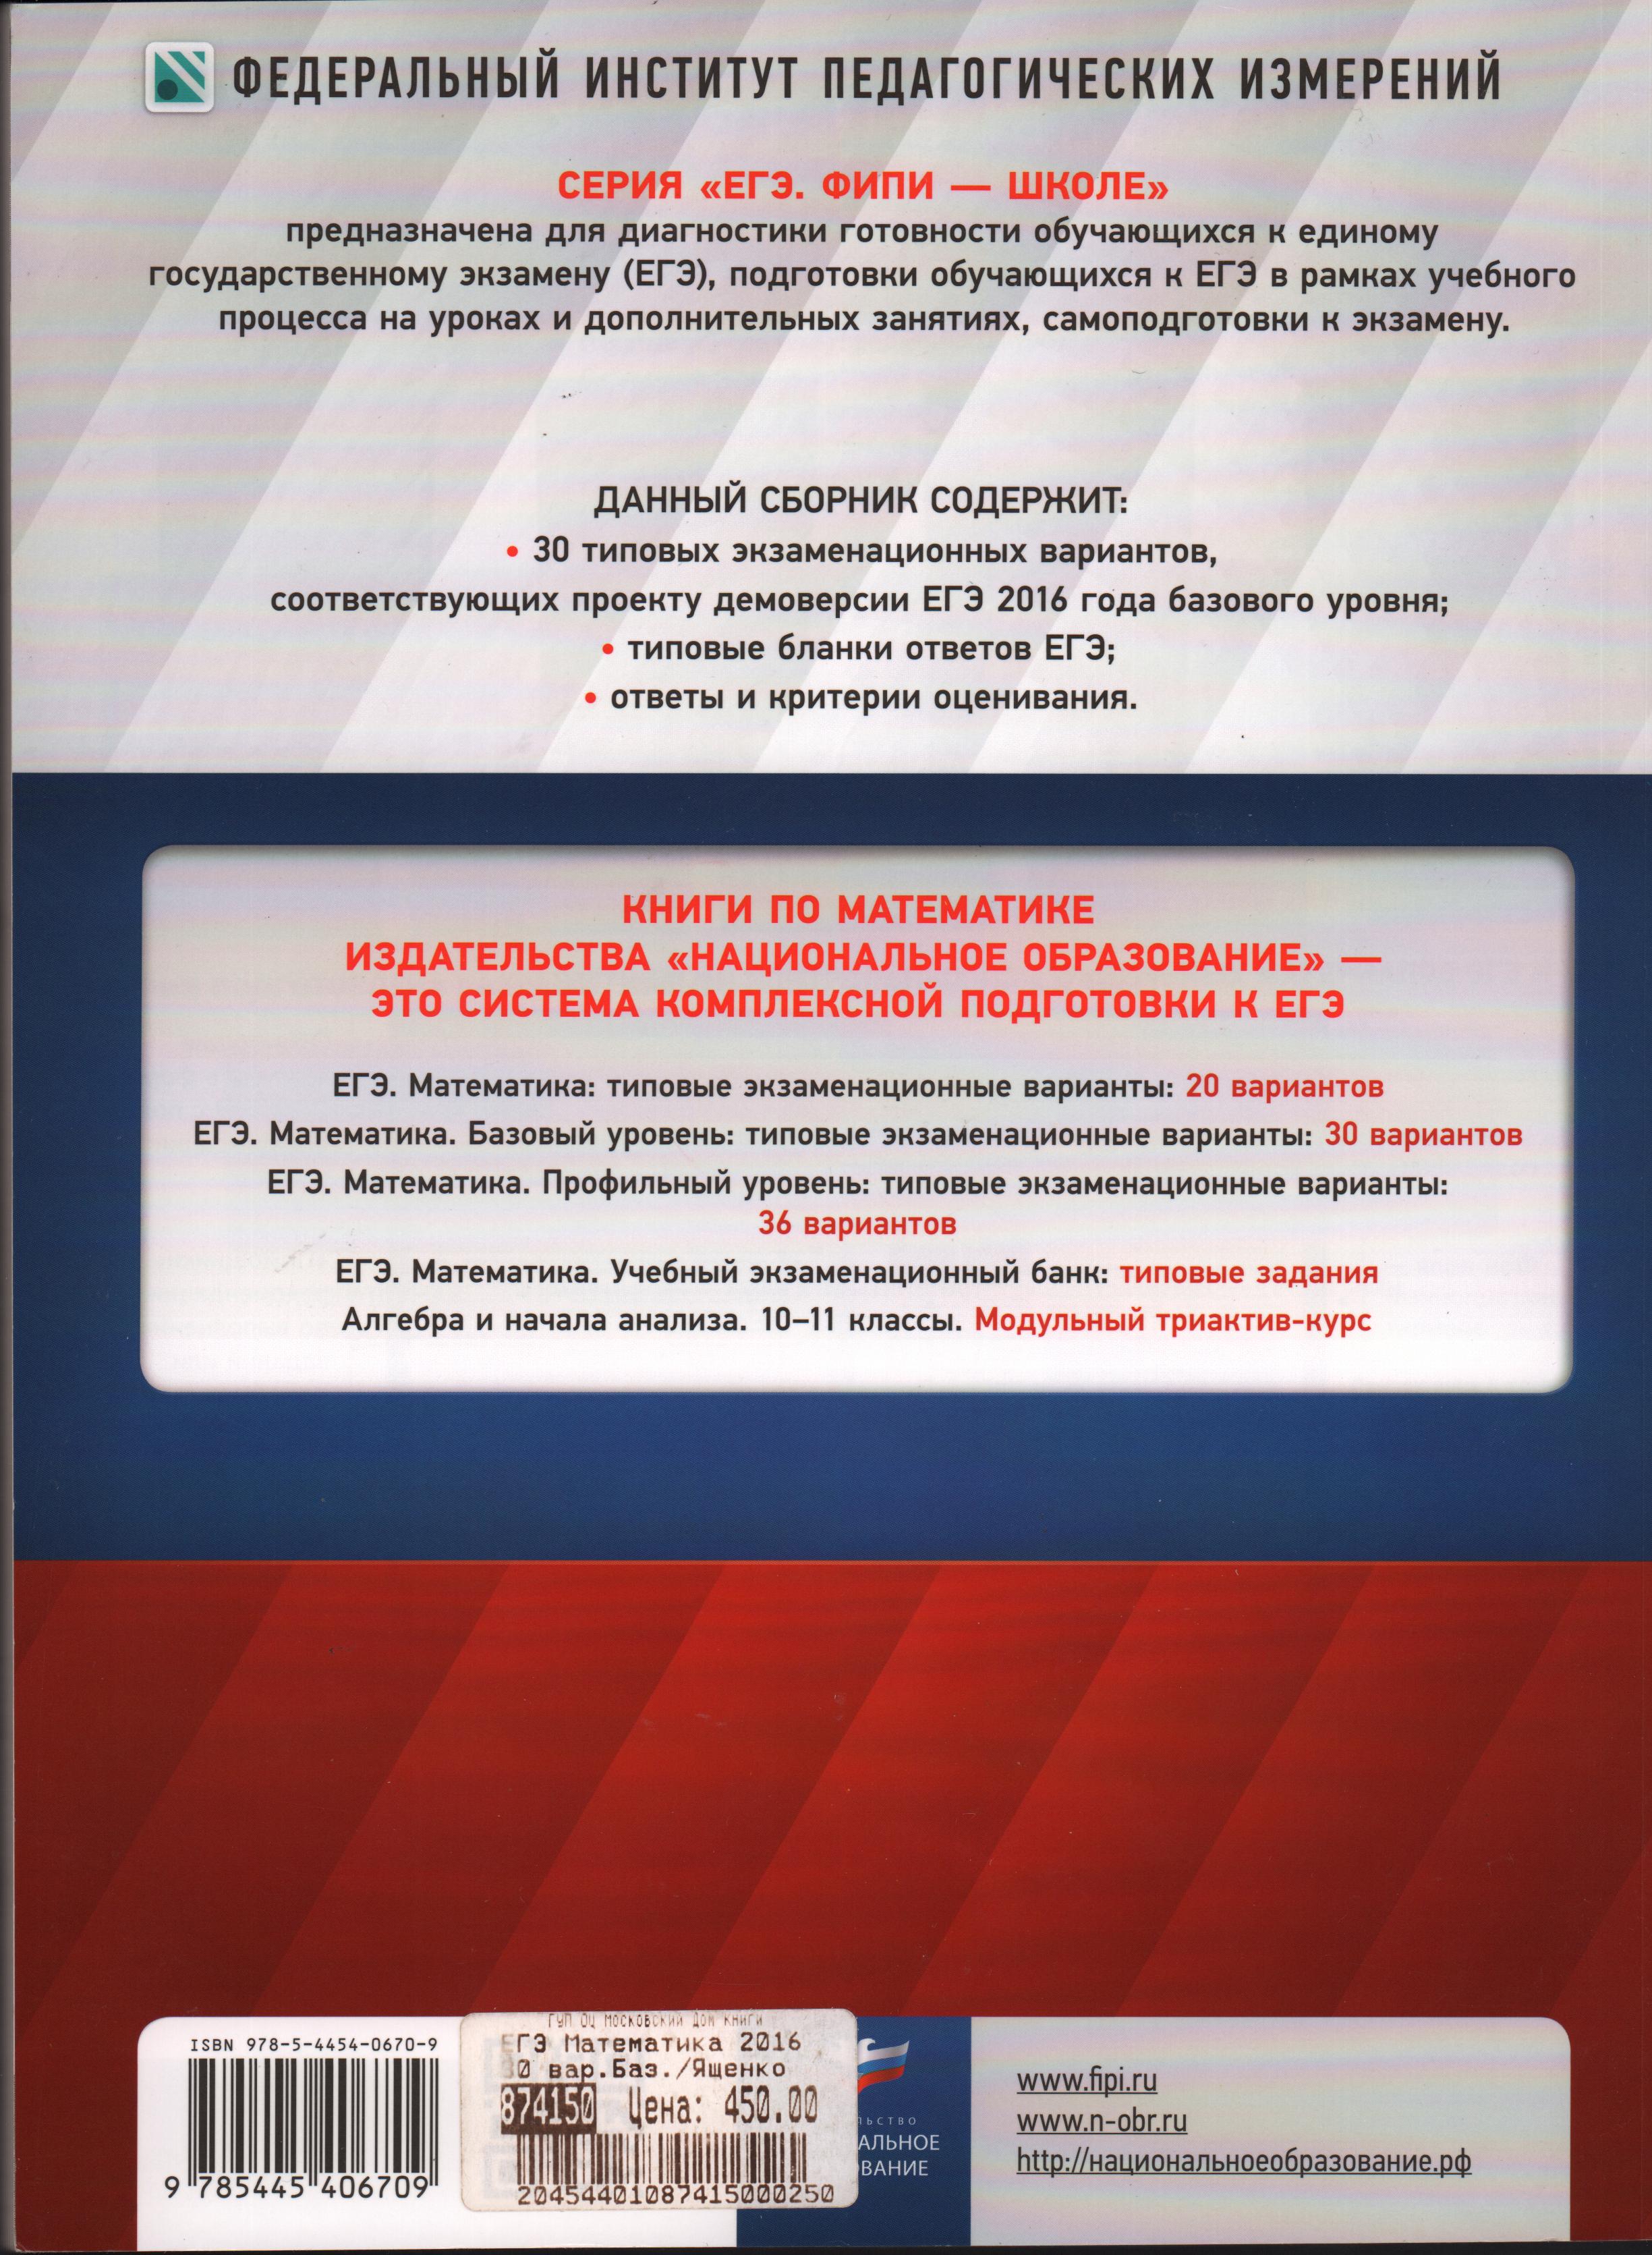 ФЕДЕРАЛЬНЫЙ ИНСТИТУТ ПЕДАГОГИЧЕСКИХ ИЗМЕРЕНИЙ
СЕРИЯ «ЕГЭ. ФИПИ — ШКОЛЕ»
предназначена для диагностики готовности обучающихся к единому
государственному экзамену (ЕГЭ), подготовки обучающихся к ЕГЭ в рамках учебного
процесса на уроках и дополнительных занятиях, самоподготовки к экзамену.
ДАННЫЙ СБОРНИК СОДЕРЖИТ:
• 30 типовых экзаменационных вариантов,
соответствующих проекту демоверсии ЕГЭ 2016 года базового уровня;
• типовые бланки ответов ЕГЭ;
• ответы и критерии оценивания.
КНИГИ ПО МАТЕМАТИКЕ
ИЗДАТЕЛЬСТВА «НАЦИОНАЛЬНОЕ ОБРАЗОВАНИЕ» —
ЭТО СИСТЕМА КОМПЛЕКСНОЙ ПОДГОТОВКИ К ЕГЭ
ЕГЭ. Математика: типовые экзаменационные варианты: 20 вариантов
ЕГЭ. Математика. Базовый уровень: типовые экзаменационные варианты: 30 вариантов
ЕГЭ. Математика. Профильный уровень: типовые экзаменационные варианты:
36 вариантов
ЕГЭ. Математика. Учебный экзаменационный банк: типовые задания
Алгебра и начала анализа. 10–11 классы. Модульный триактив-курс
ISBN 978-5-4454-0670-9
9 785445 406709
ГУП ОЦ Московский Дом книги
ЕГЭ Математика 2016
30 вар.Баз./Ященко
874150 Цена: 450.00
20454401087415000250
ЛЬСТВО
АЛЬНОЕ
ВАНИЕ
www.fipi.ru
www.n-obr.ru
http://национальноеобразование.рф